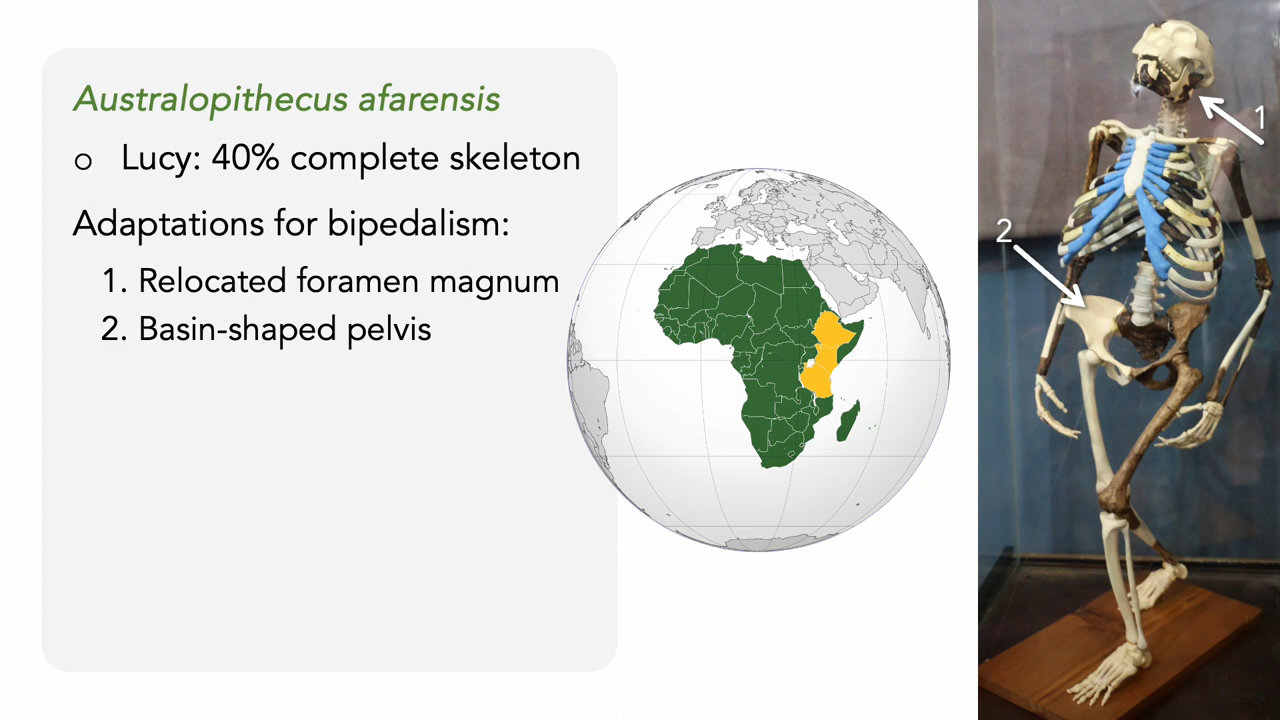 Australopithecus afarensis
o Lucy: 40% complete skeleton
Adaptations for bipedalism:
1. Relocated foramen magnum
2. Basin-shaped pelvis
1
2